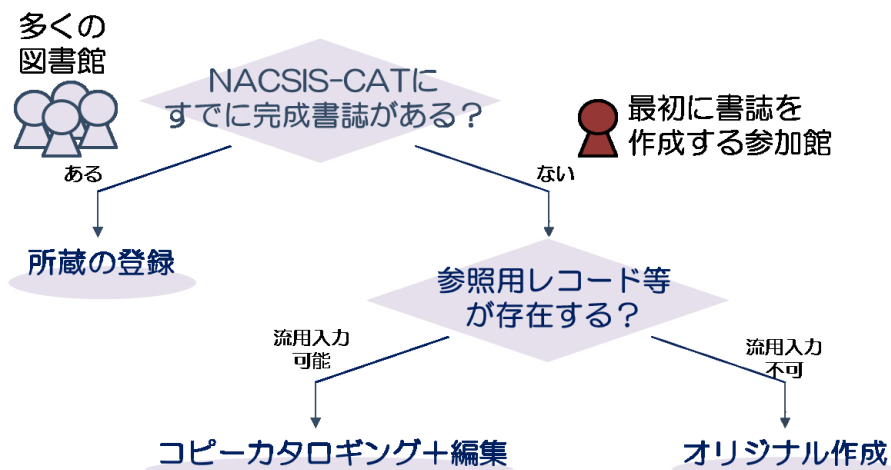 多くの
図書館
NACSIS-CATに
すでに完成書誌がある？
最初に書誌を
作成する参加館
ある
ない
所蔵の登録
参照用レコード等
が存在する？
流用入力
可能
流用入力
不可
コピーカタロギング＋編集
オリジナル作成